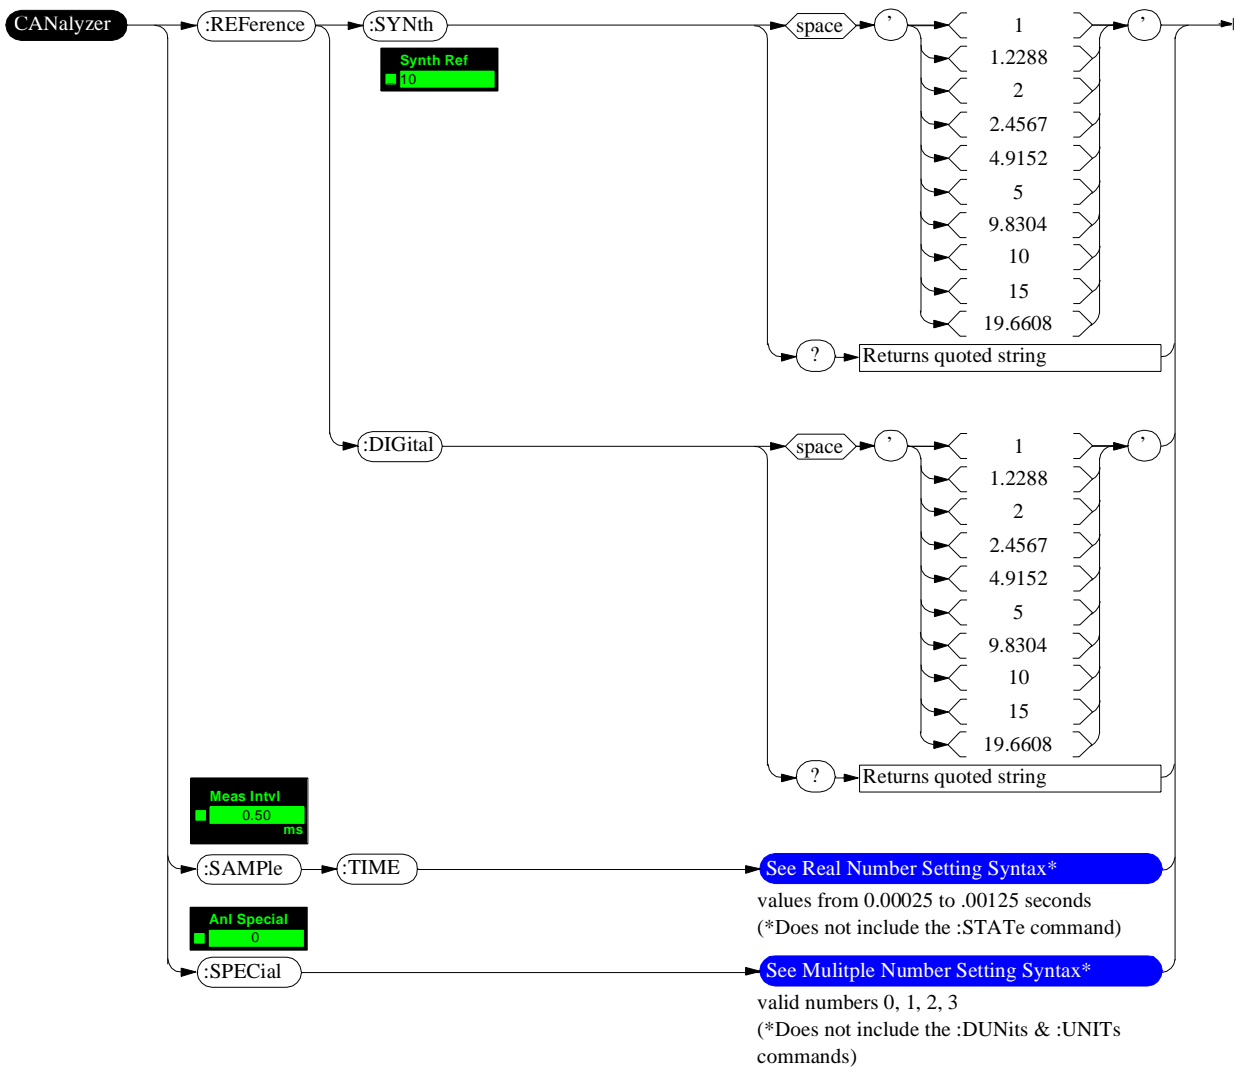 CANalyzer :REFerence :SYNth space ’ 1 ’
Synth Ref
10
1.2288
2
2.4567
4.9152
5
9.8304
10
15
19.6608
? Returns quoted string
:DIGital space ’ 1 ’
1.2288
2
2.4567
4.9152
5
9.8304
10
15
19.6608
? Returns quoted string
Meas Intvl
0.50
ms
:SAMPle :TIME See Real Number Setting Syntax*
values from 0.00025 to .00125 seconds
(*Does not include the :STATe command)
Anl Special
0
:SPECial See Mulitple Number Setting Syntax*
valid numbers 0, 1, 2, 3
(*Does not include the :DUNits & :UNITs
commands)